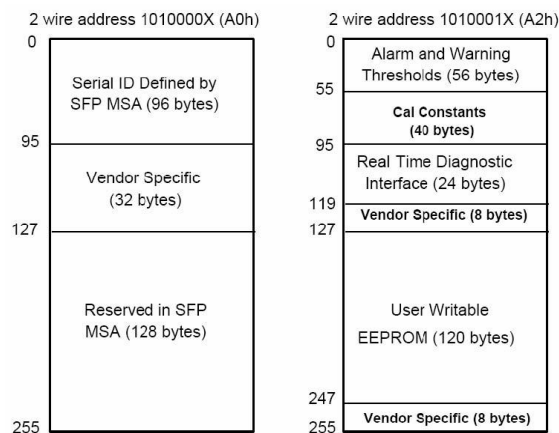 2 wire address 1010000X (A0h)
0
Serial ID Defined by
SFP MSA (96 bytes)
95
Vendor Specific
(32 bytes)
127
Reserved in SFP
MSA (128 bytes)
255
2 wire address 1010001X (A2h)
0
Alarm and Warning
Thresholds (56 bytes)
55
Cal Constants
(40 bytes)
95
Real Time Diagnostic
Interface (24 bytes)
119
Vendor Specific (8 bytes)
127
User Writable
EEPROM (120 bytes)
247
Vendor Specific (8 bytes)
255